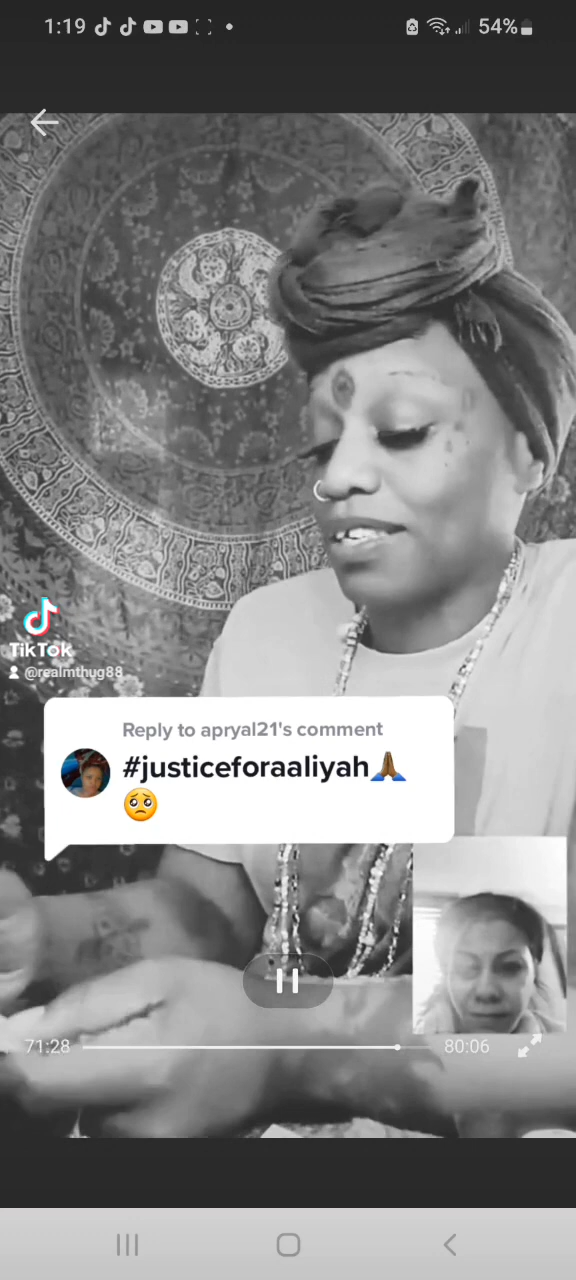 1:19
54%
TikTok
@realmthug88
Reply to apryal21's comment
#justiceforaaliyah🙏🏾
🥺
71:28
80:06